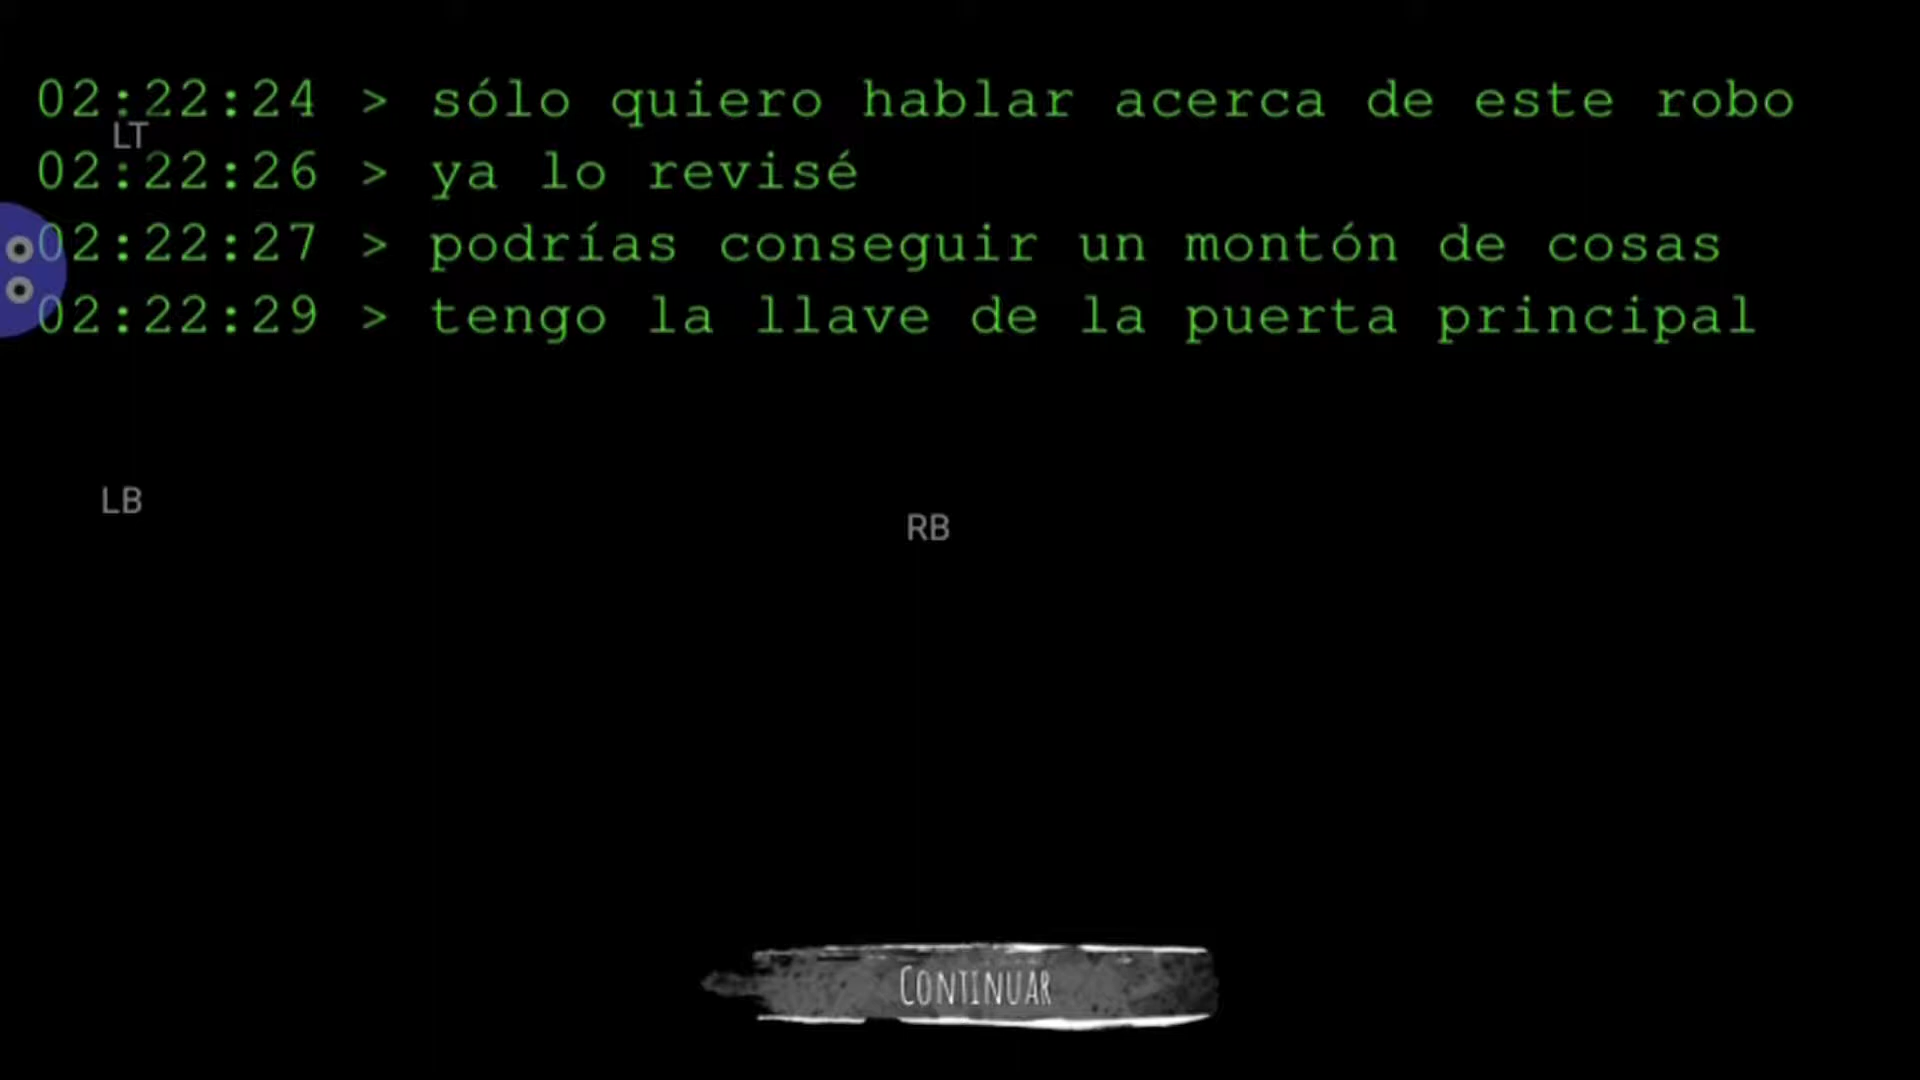 02:22:24 > sólo quiero hablar acerca de este robo
LT
02:22:26 > ya lo revisé
02:22:27 > podrías conseguir un montón de cosas
02:22:29 > tengo la llave de la puerta principal
LB
RB
CONTINUAR